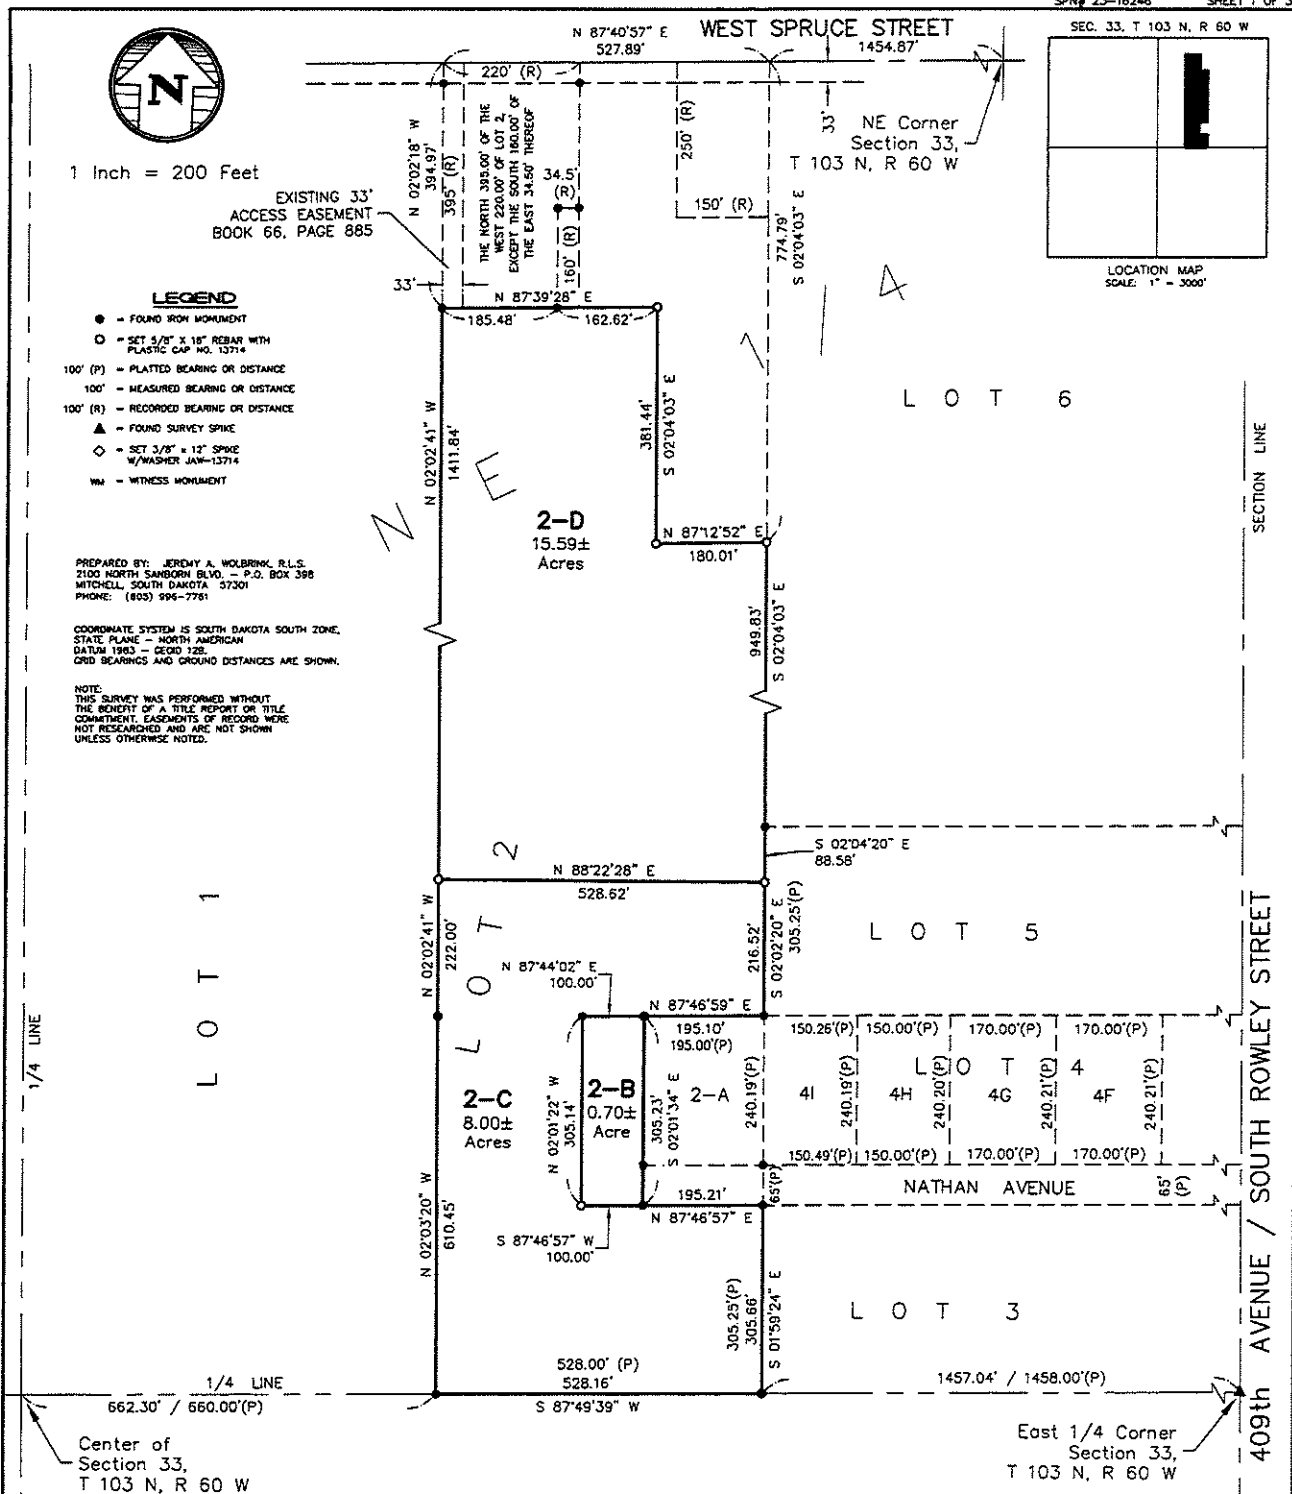 SPN# 23-16246 SHEET 1 OF 3
N 87°40'57" E
527.89'
WEST SPRUCE STREET
1454.87'
SEC. 33, T 103 N, R 60 W
220' (R)
N
1 Inch = 200 Feet
N 02°02'18" W
394.97'
395' (R)
THE NORTH 395.00' OF THE
WEST 220.00' OF LOT 2,
EXCEPT THE SOUTH 160.00' OF
THE EAST 34.50' THEREOF
34.5'
(R)
160' (R)
250' (R)
150' (R)
33'
NE Corner
Section 33,
T 103 N, R 60 W
774.79'
S 02°04'03" E
LOCATION MAP
SCALE: 1" = 3000'
EXISTING 33'
ACCESS EASEMENT
BOOK 66, PAGE 885
33'
N 87°39'28" E
185.48'
162.62'
LEGEND
● - FOUND IRON MONUMENT
○ - SET 5/8" X 18" REBAR WITH
PLASTIC CAP NO. 13714
100' (P) - PLATTED BEARING OR DISTANCE
100' - MEASURED BEARING OR DISTANCE
100' (R) - RECORDED BEARING OR DISTANCE
▲ - FOUND SURVEY SPIKE
◇ - SET 3/8" x 12" SPIKE
W/WASHER JAW-13714
WM - WITNESS MONUMENT
N 02°02'41" W
1411.84'
381.44'
S 02°04'03" E
NE 1/4
LOT 6
SECTION LINE
2-D
15.59±
Acres
N 87°12'52" E
180.01'
PREPARED BY: JEREMY A. WOLBRINK, R.L.S.
2100 NORTH SANBORN BLVD. - P.O. BOX 398
MITCHELL, SOUTH DAKOTA 57301
PHONE: (605) 996-7761
COORDINATE SYSTEM IS SOUTH DAKOTA SOUTH ZONE,
STATE PLANE - NORTH AMERICAN
DATUM 1983 - GEOID 12B.
GRID BEARINGS AND GROUND DISTANCES ARE SHOWN.
NOTE:
THIS SURVEY WAS PERFORMED WITHOUT
THE BENEFIT OF A TITLE REPORT OR TITLE
COMMITMENT. EASEMENTS OF RECORD WERE
NOT RESEARCHED AND ARE NOT SHOWN
UNLESS OTHERWISE NOTED.
949.83'
S 02°04'03" E
S 02°04'20" E
88.58'
N 88°22'28" E
528.62'
LOT 1
LOT 2
N 02°02'41" W
222.00'
216.52'
S 02°02'20" E
305.25'(P)
LOT 5
N 87°44'02" E
100.00'
N 87°46'59" E
195.10'
195.00'(P)
150.26'(P) 150.00'(P) 170.00'(P) 170.00'(P)
LOT 4
1/4 LINE
2-C
8.00±
Acres
N 02°01'22" W
305.14'
2-B
0.70±
Acre
305.23'
S 02°01'34" E
2-A
240.19'(P)
4I
240.19'(P)
4H
240.20'(P)
4G
240.21'(P)
4F
240.21'(P)
150.49'(P) 150.00'(P) 170.00'(P) 170.00'(P)
65'(P)
NATHAN AVENUE
65'
(P)
195.21'
N 87°46'57" E
S 87°46'57" W
100.00'
N 02°03'20" W
610.45'
305.25'(P)
305.66'
S 01°59'24" E
LOT 3
409th AVENUE / SOUTH ROWLEY STREET
1/4 LINE
662.30' / 660.00'(P)
528.00' (P)
528.16'
S 87°49'39" W
1457.04' / 1458.00'(P)
Center of
Section 33,
T 103 N, R 60 W
East 1/4 Corner
Section 33,
T 103 N, R 60 W